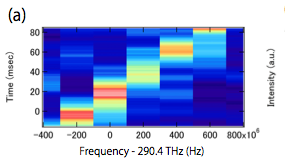 (a)
80
60
40
20
0
Time (msec)
Intensity (a.u.)
-400 -200 0 200 400 600 800x10⁶
Frequency - 290.4 THz (Hz)